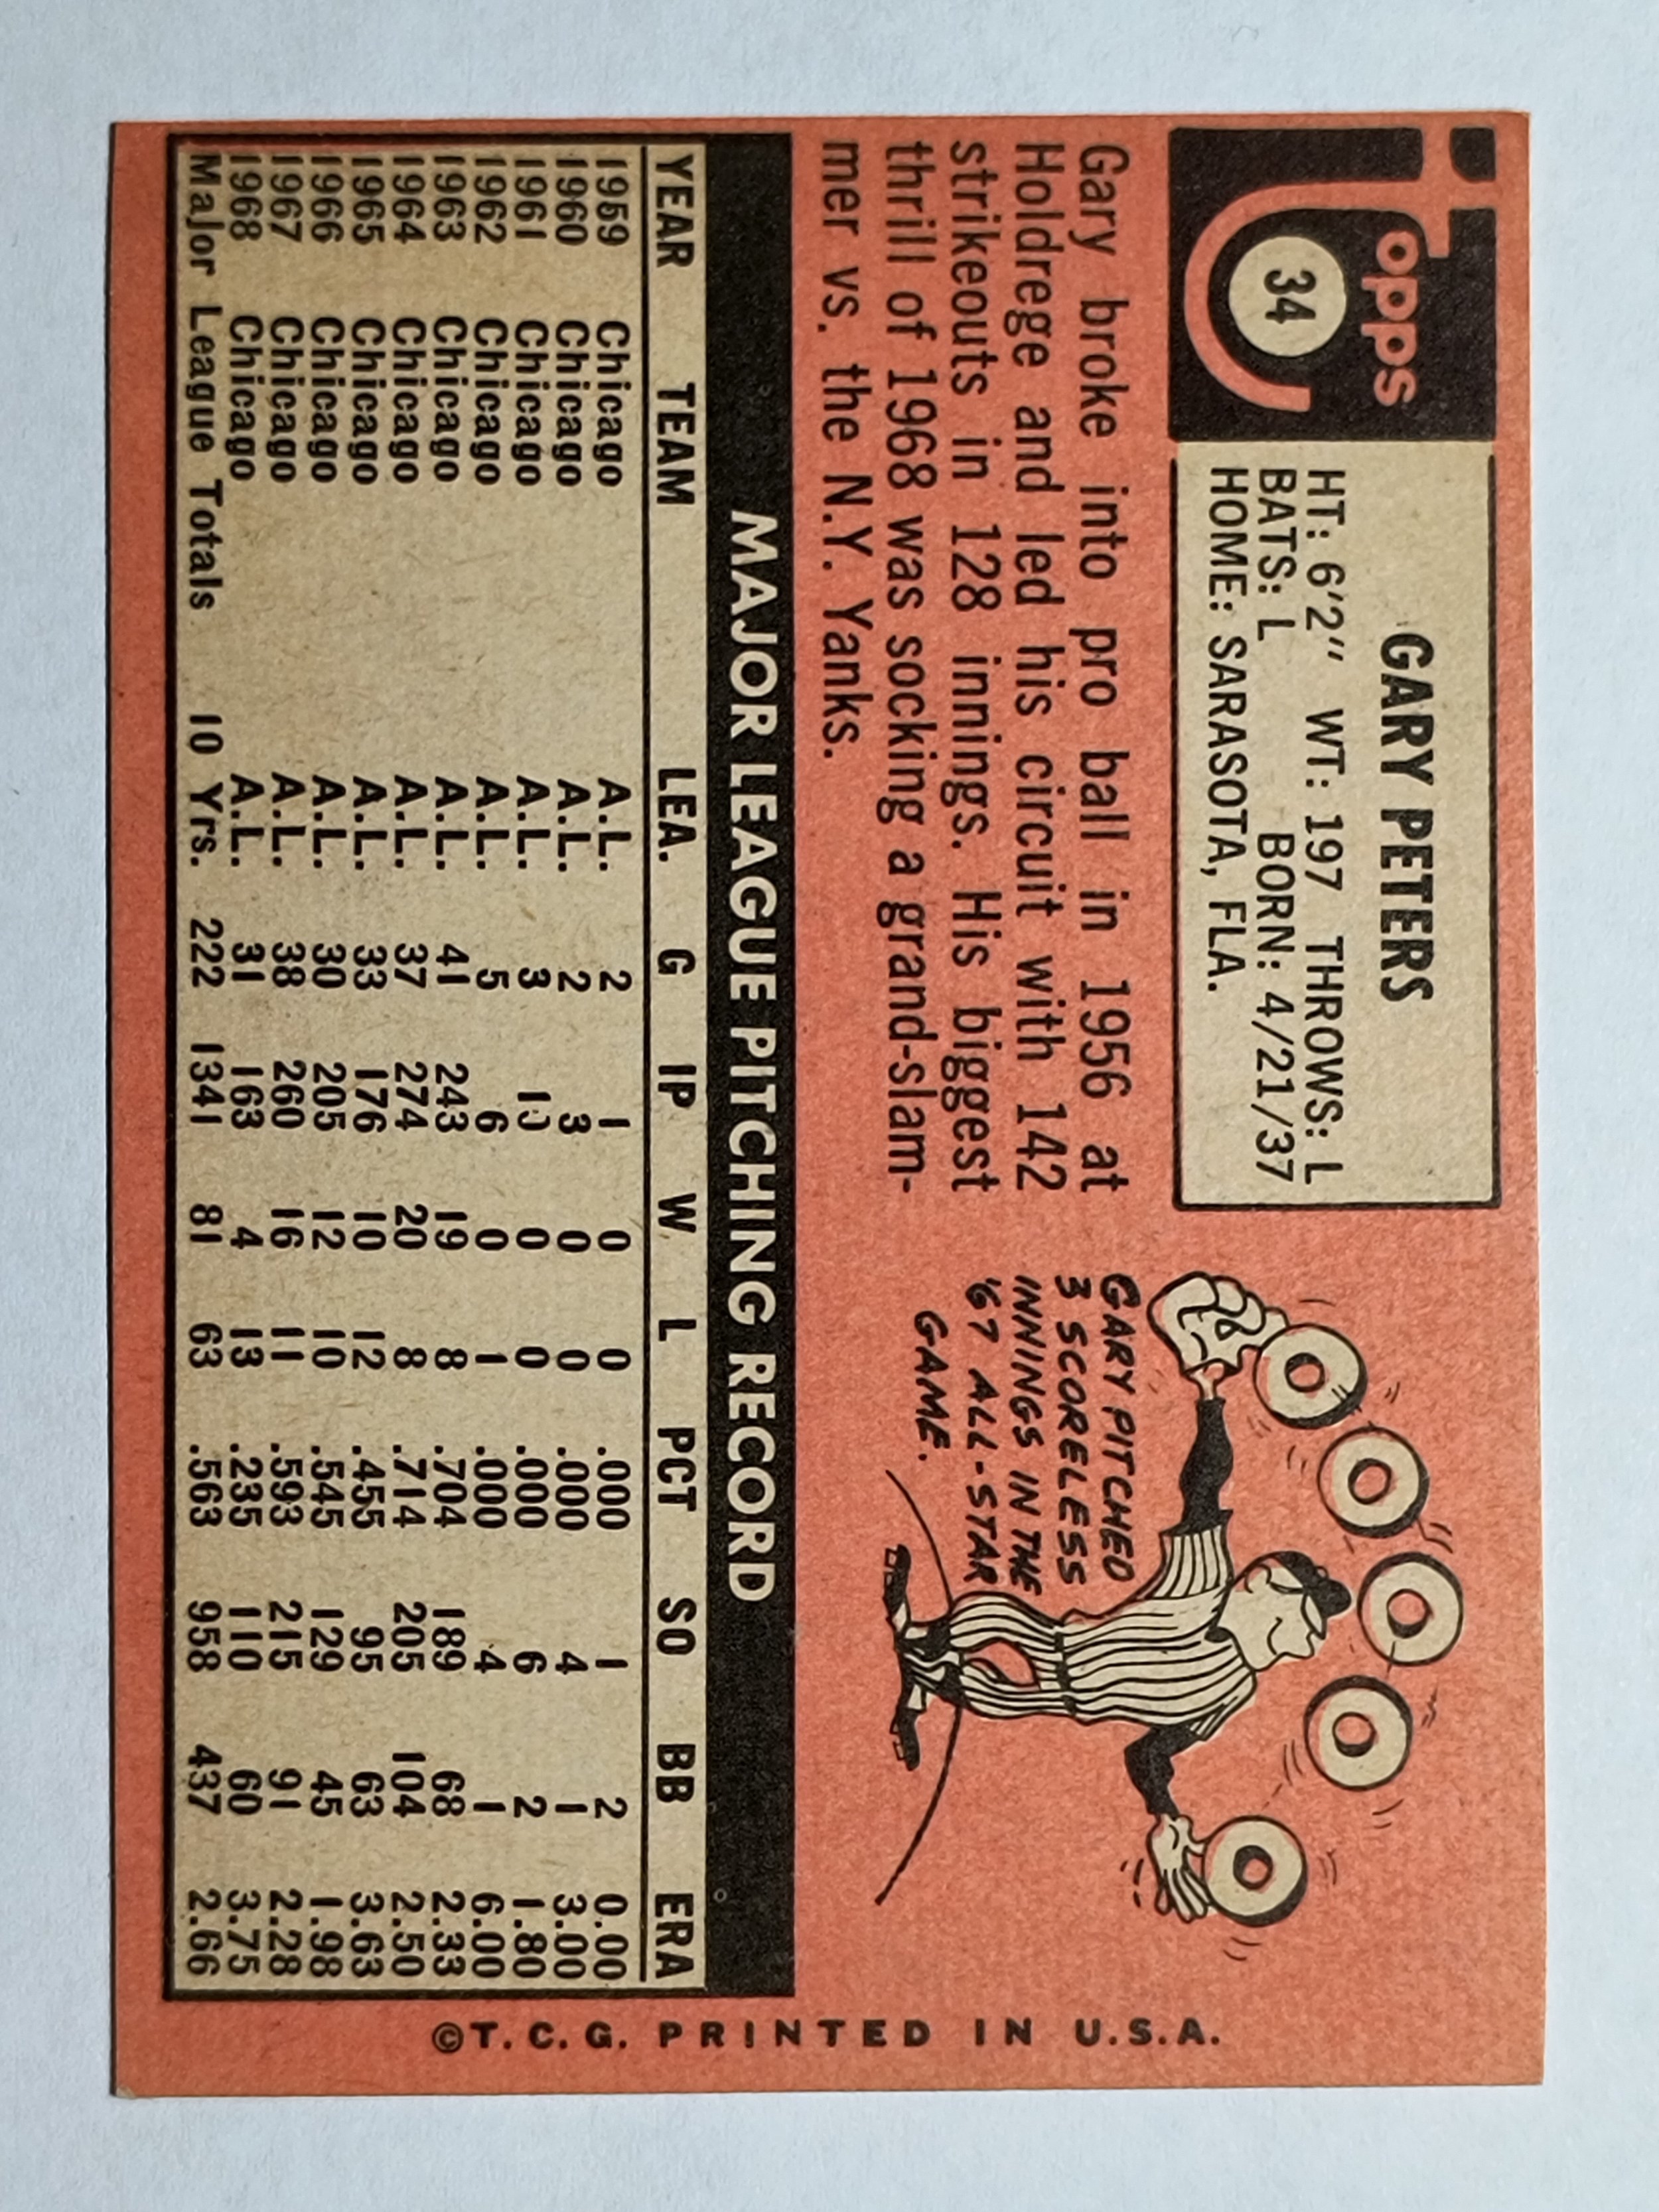 Topps
34
GARY PETERS
HT: 6'2" WT: 197 THROWS: L
BATS: L BORN: 4/21/37
HOME: SARASOTA, FLA.
Gary broke into pro ball in 1956 at
Holdrege and led his circuit with 142
strikeouts in 128 innings. His biggest
thrill of 1968 was socking a grand-slam-
mer vs. the N.Y. Yanks.
GARY PITCHED
3 SCORELESS
INNINGS IN THE
'67 ALL-STAR
GAME.
MAJOR LEAGUE PITCHING RECORD
YEAR TEAM LEA. G IP W L PCT SO BB ERA
1959 Chicago A.L. 2 1 0 0 .000 1 2 0.00
1960 Chicago A.L. 2 3 0 0 .000 4 1 3.00
1961 Chicago A.L. 3 10 0 0 .000 6 2 1.80
1962 Chicago A.L. 5 6 0 1 .000 4 1 6.00
1963 Chicago A.L. 41 243 19 8 .704 189 68 2.33
1964 Chicago A.L. 37 274 20 8 .714 205 104 2.50
1965 Chicago A.L. 33 176 10 12 .455 95 63 3.63
1966 Chicago A.L. 30 205 12 10 .545 129 45 1.98
1967 Chicago A.L. 38 260 16 11 .593 215 91 2.28
1968 Chicago A.L. 31 163 4 13 .235 110 60 3.75
Major League Totals 10 Yrs. 222 1341 81 63 .563 958 437 2.66
©T.C.G. PRINTED IN U.S.A.